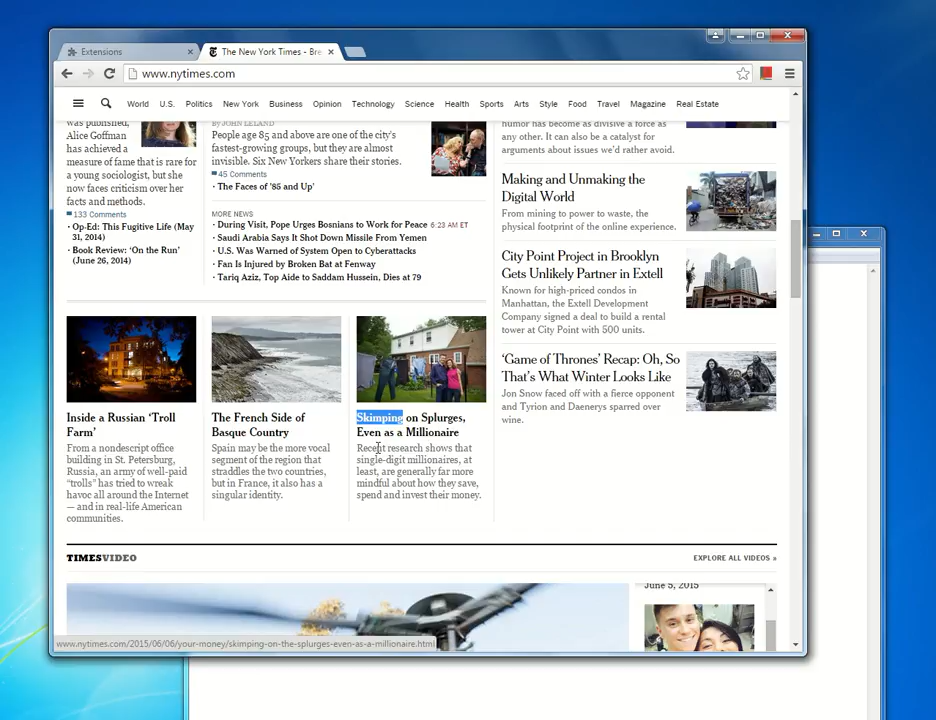 Extensions
The New York Times - Bre
www.nytimes.com
World U.S. Politics New York Business Opinion Technology Science Health Sports Arts Style Food Travel Magazine Real Estate
was published,
Alice Goffman
has achieved a
measure of fame that is rare for
a young sociologist, but she
now faces criticism over her
facts and methods.
133 Comments
· Op-Ed: This Fugitive Life (May
31, 2014)
· Book Review: ‘On the Run’
(June 26, 2014)
By JOHN LELAND
People age 85 and above are one of the city’s
fastest-growing groups, but they are almost
invisible. Six New Yorkers share their stories.
45 Comments
· The Faces of ’85 and Up’
MORE NEWS
· During Visit, Pope Urges Bosnians to Work for Peace 6:23 AM ET
· Saudi Arabia Says It Shot Down Missile From Yemen
· U.S. Was Warned of System Open to Cyberattacks
· Fan Is Injured by Broken Bat at Fenway
· Tariq Aziz, Top Aide to Saddam Hussein, Dies at 79
humor has become as divisive a force as
any other. It can also be a catalyst for
arguments about issues we’d rather avoid.
Making and Unmaking the
Digital World
From mining to power to waste, the
physical footprint of the online experience.
City Point Project in Brooklyn
Gets Unlikely Partner in Extell
Known for high-priced condos in
Manhattan, the Extell Development
Company signed a deal to build a rental
tower at City Point with 500 units.
‘Game of Thrones’ Recap: Oh, So
That’s What Winter Looks Like
Jon Snow faced off with a fierce opponent
and Tyrion and Daenerys sparred over
wine.
Inside a Russian ‘Troll
Farm’
From a nondescript office
building in St. Petersburg,
Russia, an army of well-paid
“trolls” has tried to wreak
havoc all around the Internet
— and in real-life American
communities.
The French Side of
Basque Country
Spain may be the more vocal
segment of the region that
straddles the two countries,
but in France, it also has a
singular identity.
Skimping on Splurges,
Even as a Millionaire
Recent research shows that
single-digit millionaires, at
least, are generally far more
mindful about how they save,
spend and invest their money.
TIMESVIDEO
EXPLORE ALL VIDEOS »
June 5, 2015
www.nytimes.com/2015/06/06/your-money/skimping-on-the-splurges-even-as-a-millionaire.html